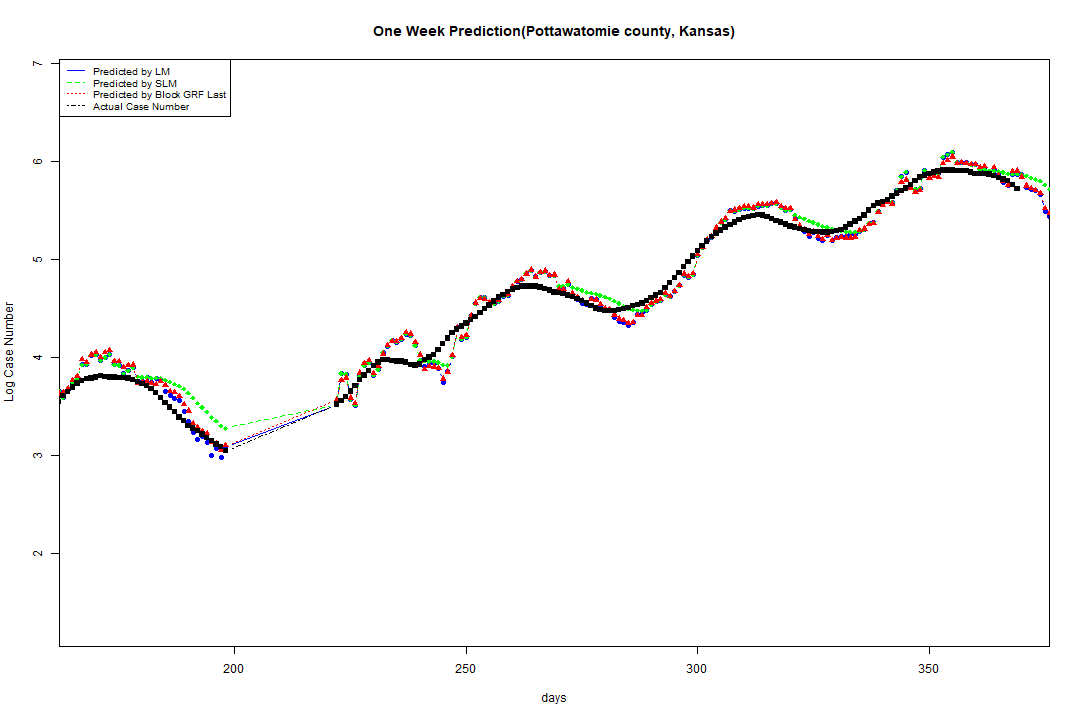 One Week Prediction(Pottawatomie county, Kansas)
7
Predicted by LM
Predicted by SLM
Predicted by Block GRF Last
Actual Case Number
6
5
4
3
2
Log Case Number
200
250
300
350
days